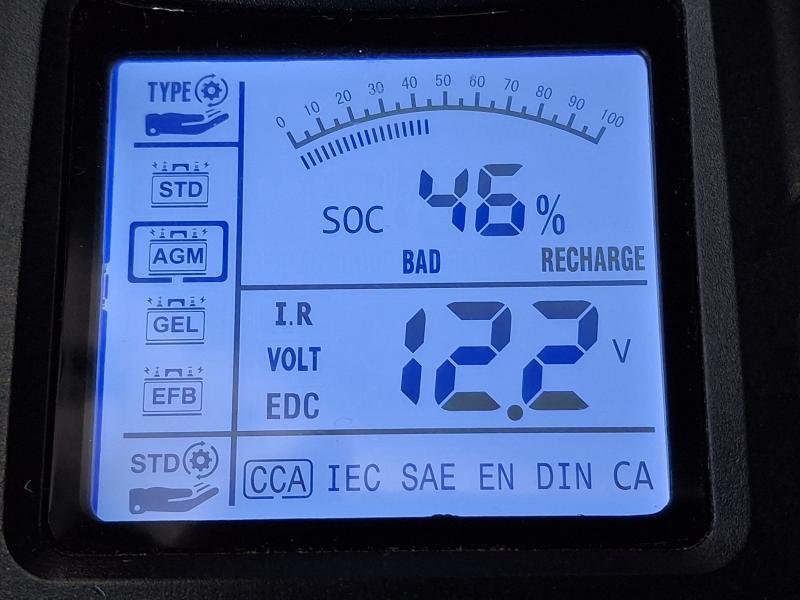 TYPE
0 10 20 30 40 50 60 70 80 90 100
STD
SOC 46 %
AGM
BAD RECHARGE
GEL
I.R
VOLT 12.2 V
EFB
EDC
STD
CCA IEC SAE EN DIN CA